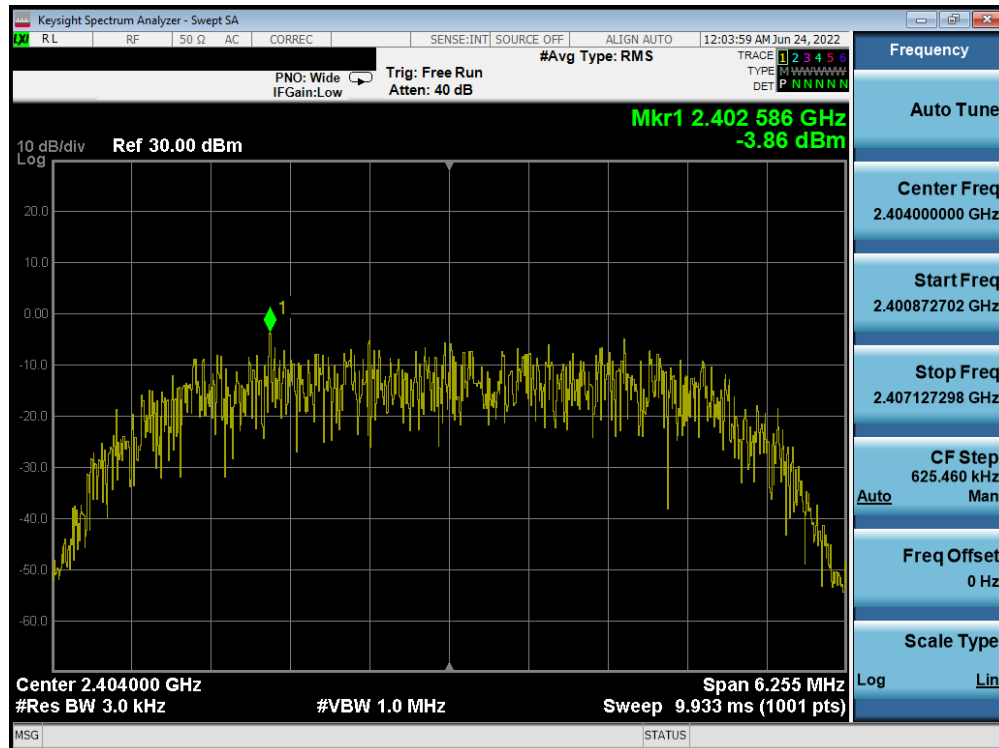 Keysight Spectrum Analyzer - Swept SA
LXI RL RF 50 Ω AC CORREC SENSE:INT SOURCE OFF ALIGN AUTO 12:03:59 AM Jun 24, 2022
#Avg Type: RMS
TRACE 1 2 3 4 5 6
PNO: Wide
Trig: Free Run
TYPE M WWWWW
IFGain:Low
Atten: 40 dB
DET P N N N N N
Frequency
Mkr1 2.402 586 GHz
-3.86 dBm
10 dB/div
Ref 30.00 dBm
Log
Auto Tune
Center Freq
2.404000000 GHz
Start Freq
2.400872702 GHz
Stop Freq
2.407127298 GHz
CF Step
625.460 kHz
Auto Man
Freq Offset
0 Hz
Scale Type
Log Lin
20.0
10.0
0.00
1
-10.0
-20.0
-30.0
-40.0
-50.0
-60.0
Center 2.404000 GHz
Span 6.255 MHz
#Res BW 3.0 kHz
#VBW 1.0 MHz
Sweep 9.933 ms (1001 pts)
MSG
STATUS